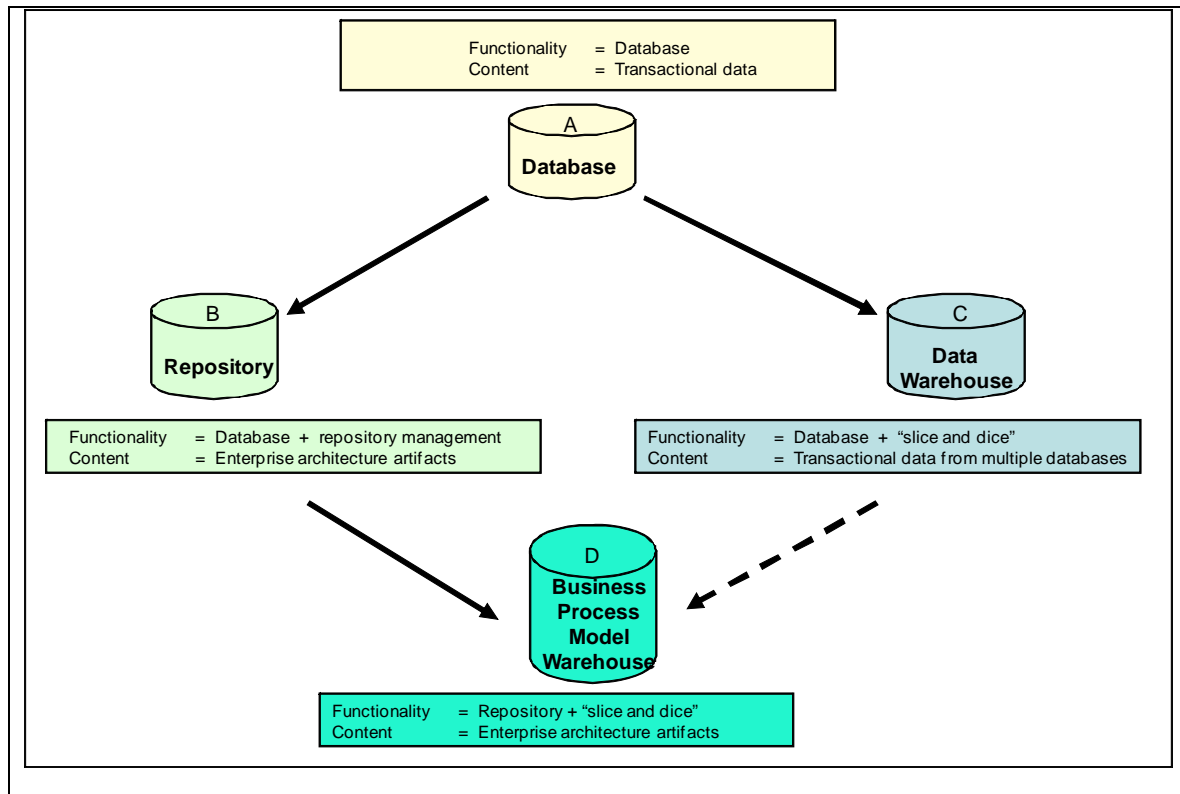 Functionality = Database
Content = Transactional data
A
Database
B
Repository
C
Data
Warehouse
Functionality = Database + repository management
Content = Enterprise architecture artifacts
Functionality = Database + “slice and dice”
Content = Transactional data from multiple databases
D
Business
Process
Model
Warehouse
Functionality = Repository + “slice and dice”
Content = Enterprise architecture artifacts